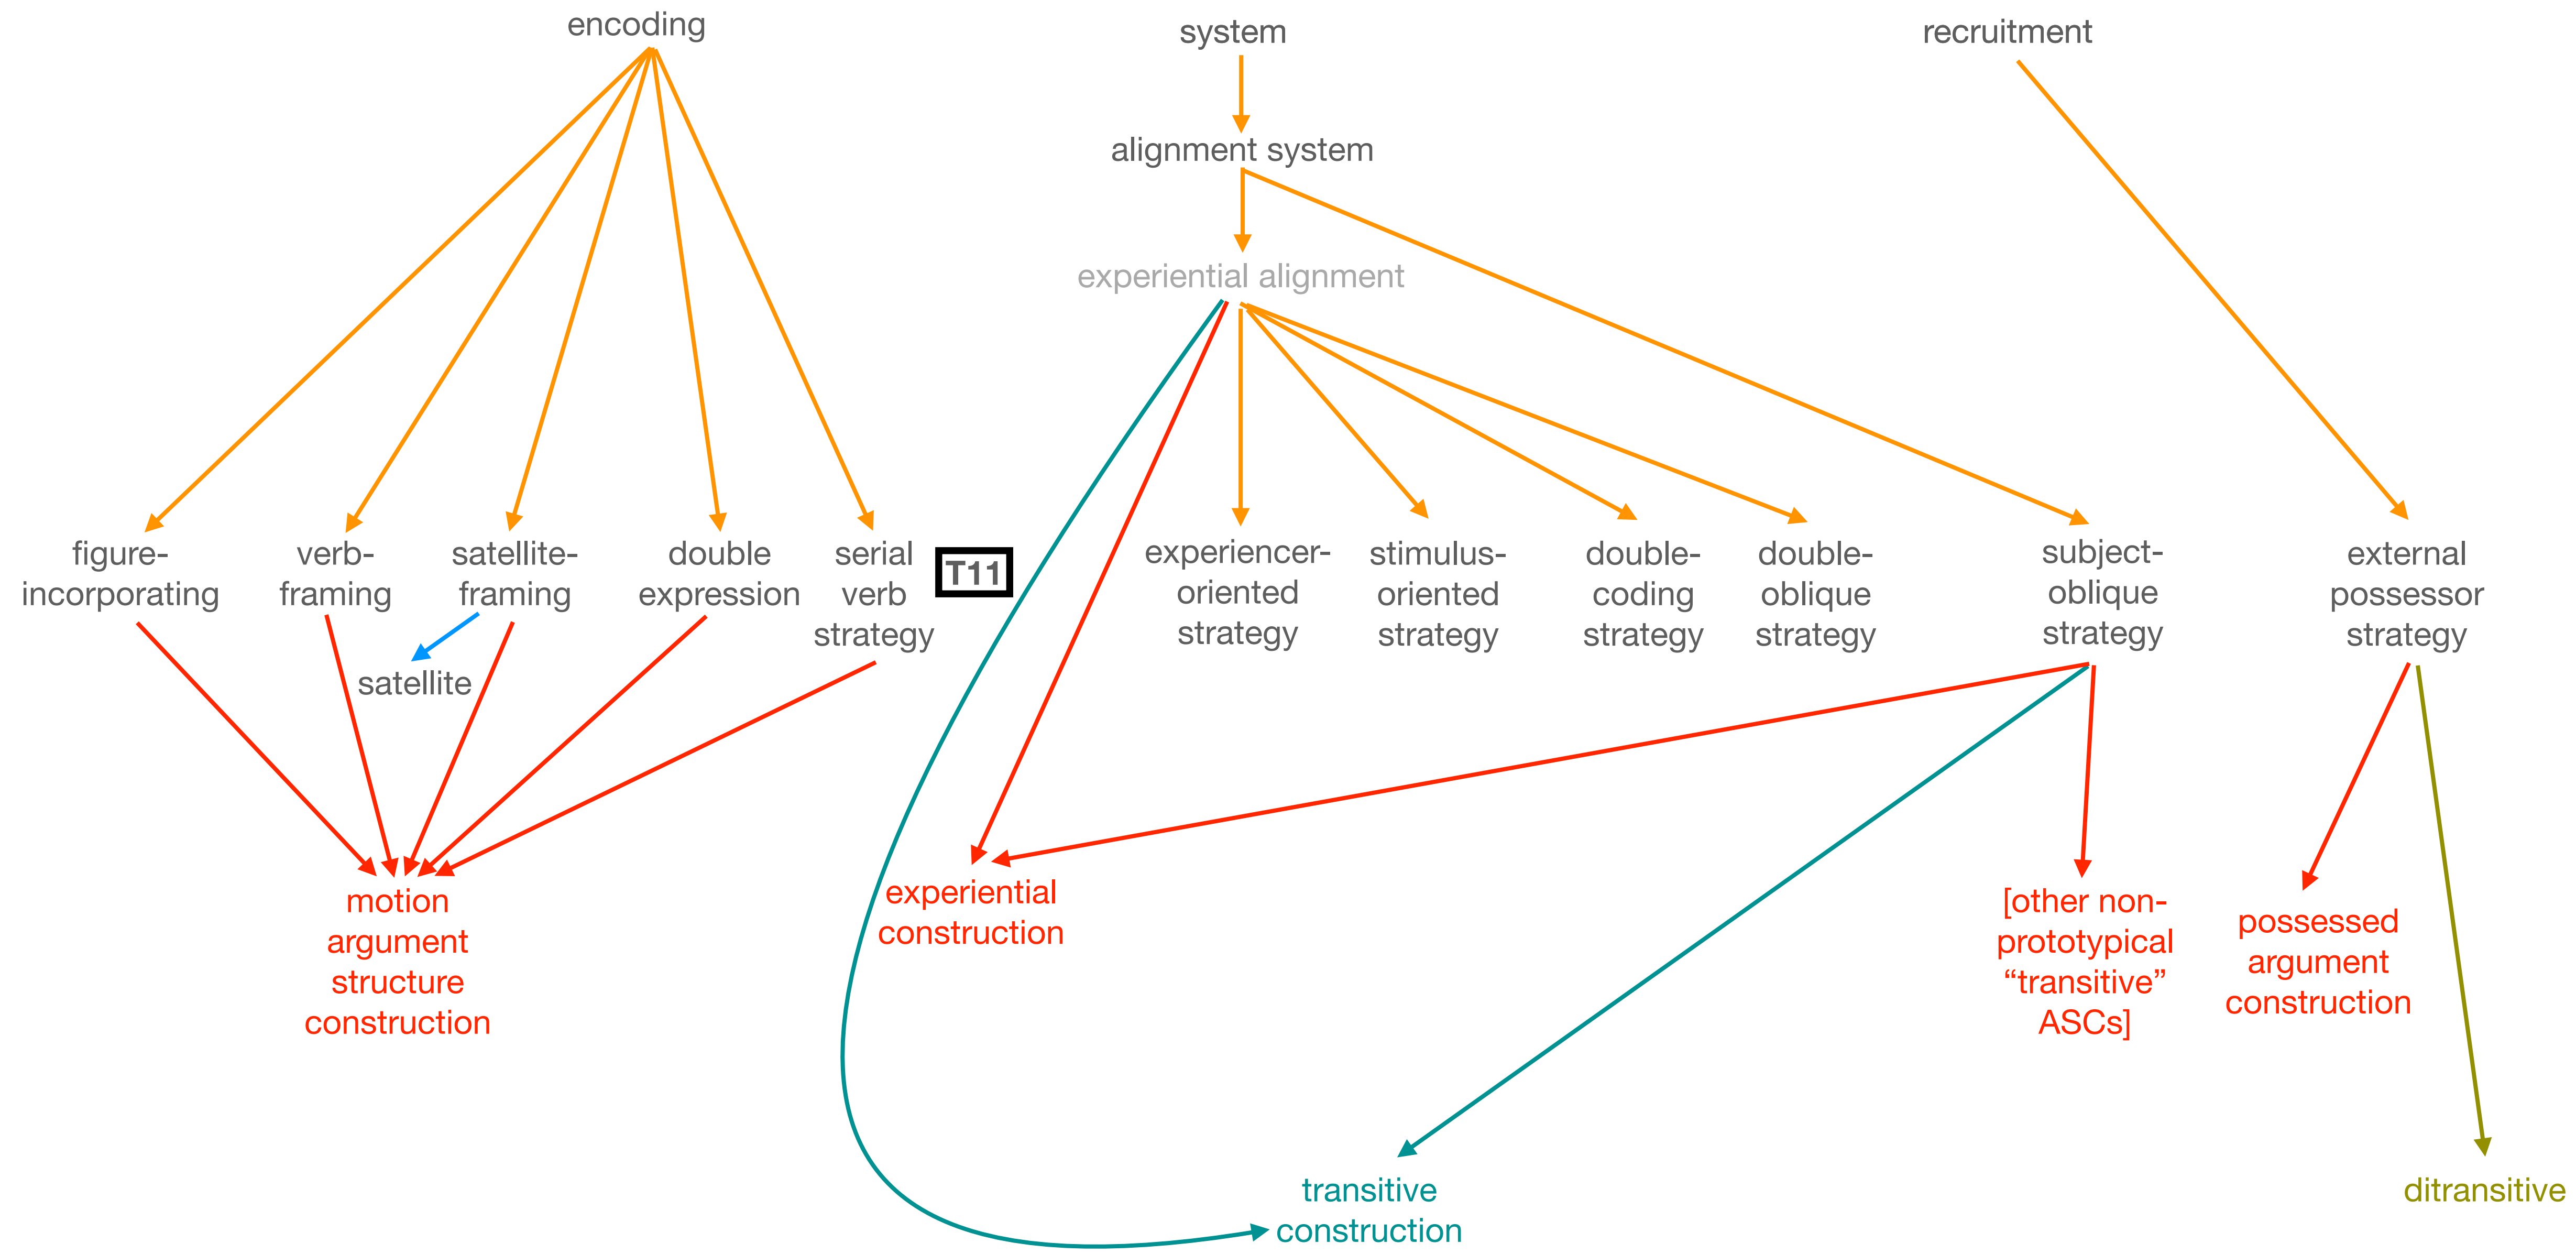 encoding
system
recruitment
alignment system
experiential alignment
figure-
incorporating
verb-
framing
satellite-
framing
double
expression
serial
verb
strategy
T11
experiencer-
oriented
strategy
stimulus-
oriented
strategy
double-
coding
strategy
double-
oblique
strategy
subject-
oblique
strategy
external
possessor
strategy
satellite
motion
argument
structure
construction
experiential
construction
[other non-
prototypical
“transitive”
ASCs]
possessed
argument
construction
transitive
construction
ditransitive